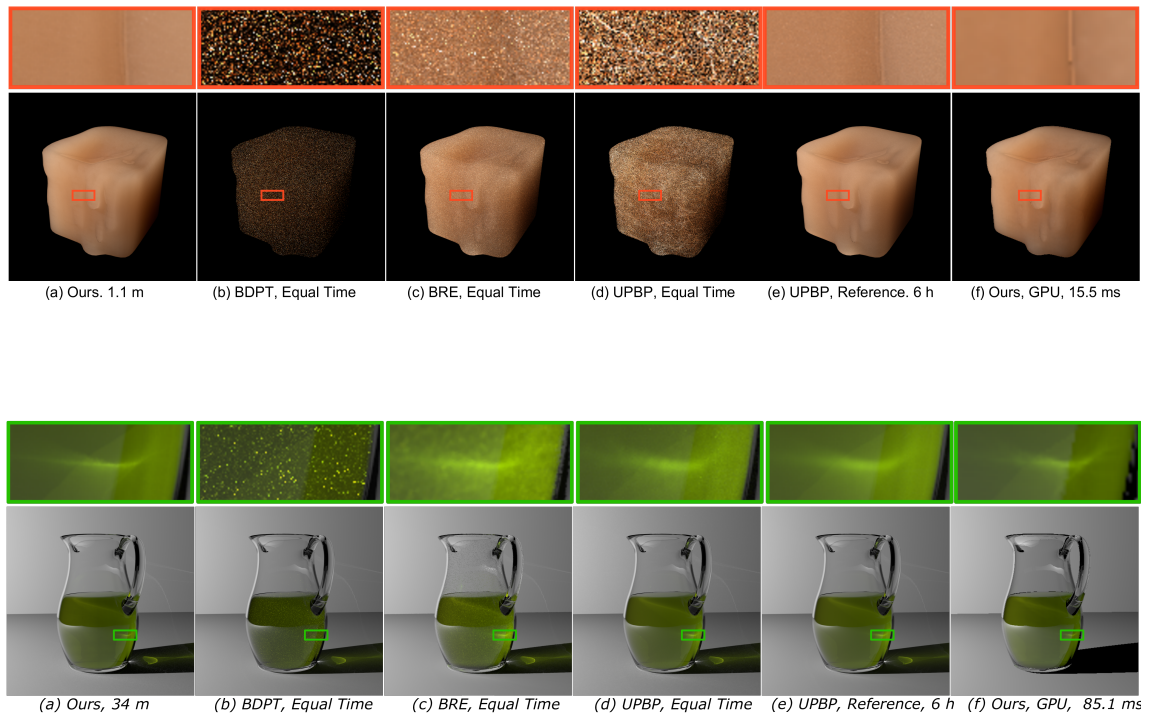 (a) Ours. 1.1 m (b) BDPT, Equal Time (c) BRE, Equal Time (d) UPBP, Equal Time (e) UPBP, Reference. 6 h (f) Ours, GPU, 15.5 ms
(a) Ours, 34 m (b) BDPT, Equal Time (c) BRE, Equal Time (d) UPBP, Equal Time (e) UPBP, Reference, 6 h (f) Ours, GPU, 85.1 ms